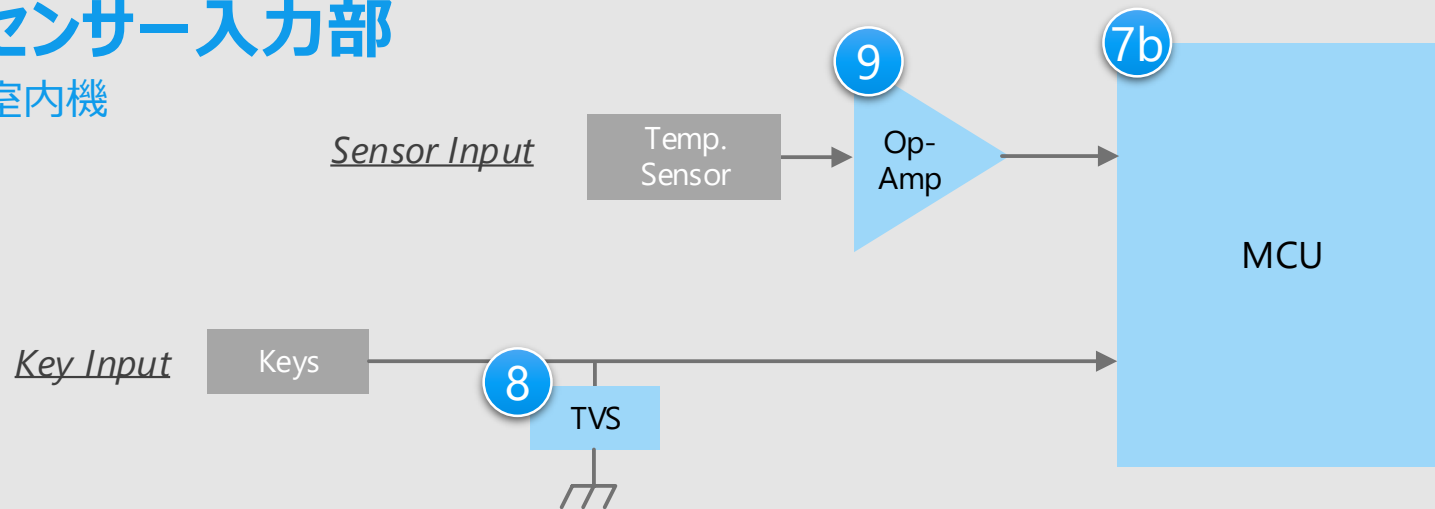 センサー入力部
室内機
9
7b
Sensor Input
Temp.
Sensor
Op-
Amp
MCU
Key Input
Keys
8
TVS